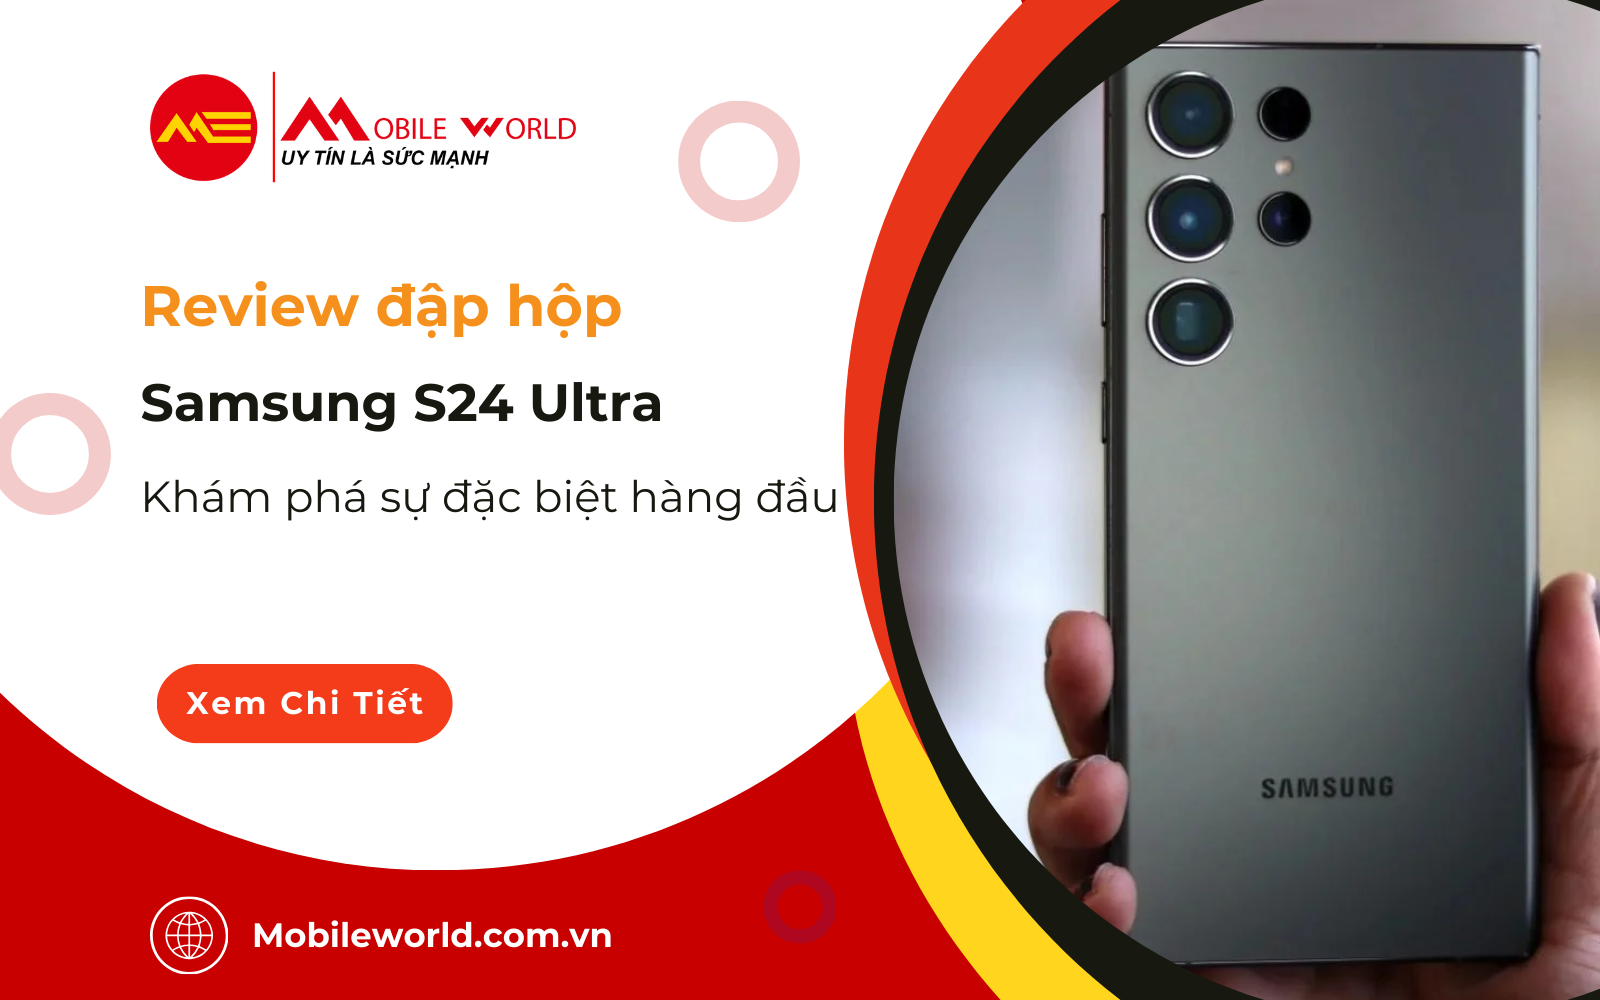 MOBILE WORLD
UY TÍN LÀ SỨC MẠNH
Review đập hộp
Samsung S24 Ultra
Khám phá sự đặc biệt hàng đầu
Xem Chi Tiết
Mobileworld.com.vn
SAMSUNG